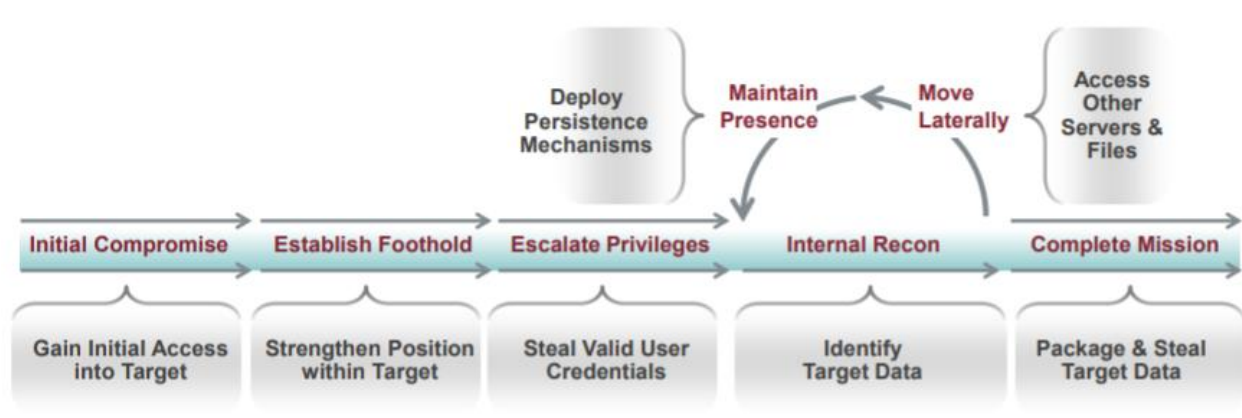 Deploy
Persistence
Mechanisms
Maintain
Presence
Move
Laterally
Access
Other
Servers &
Files
Initial Compromise
Establish Foothold
Escalate Privileges
Internal Recon
Complete Mission
Gain Initial Access
into Target
Strengthen Position
within Target
Steal Valid User
Credentials
Identify
Target Data
Package & Steal
Target Data